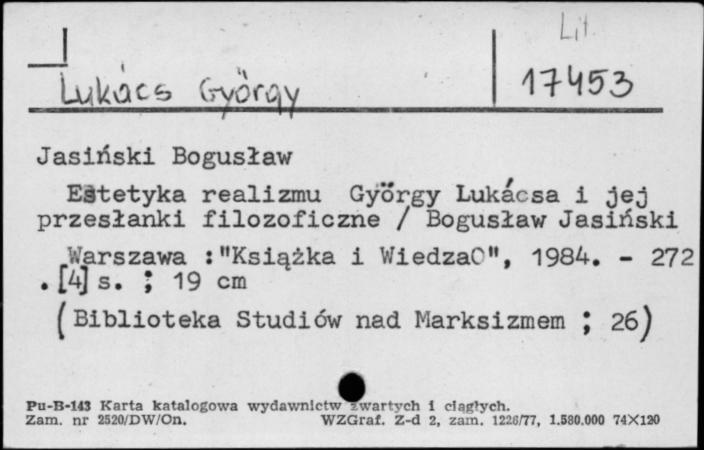 Lit.
Lukács György 17453
Jasiński Bogusław
Estetyka realizmu György Lukácsa i jej
przesłanki filozoficzne / Bogusław Jasiński
Warszawa :"Książka i WiedzaO", 1984. - 272
. [4] s. ; 19 cm
(Biblioteka Studiów nad Marksizmem ; 26)
Pu-B-143 Karta katalogowa wydawnictw zwartych i ciągłych.
Zam. nr 2520/DW/On. WZGraf. Z-d 2, zam. 1226/77, 1.580.000 74X120